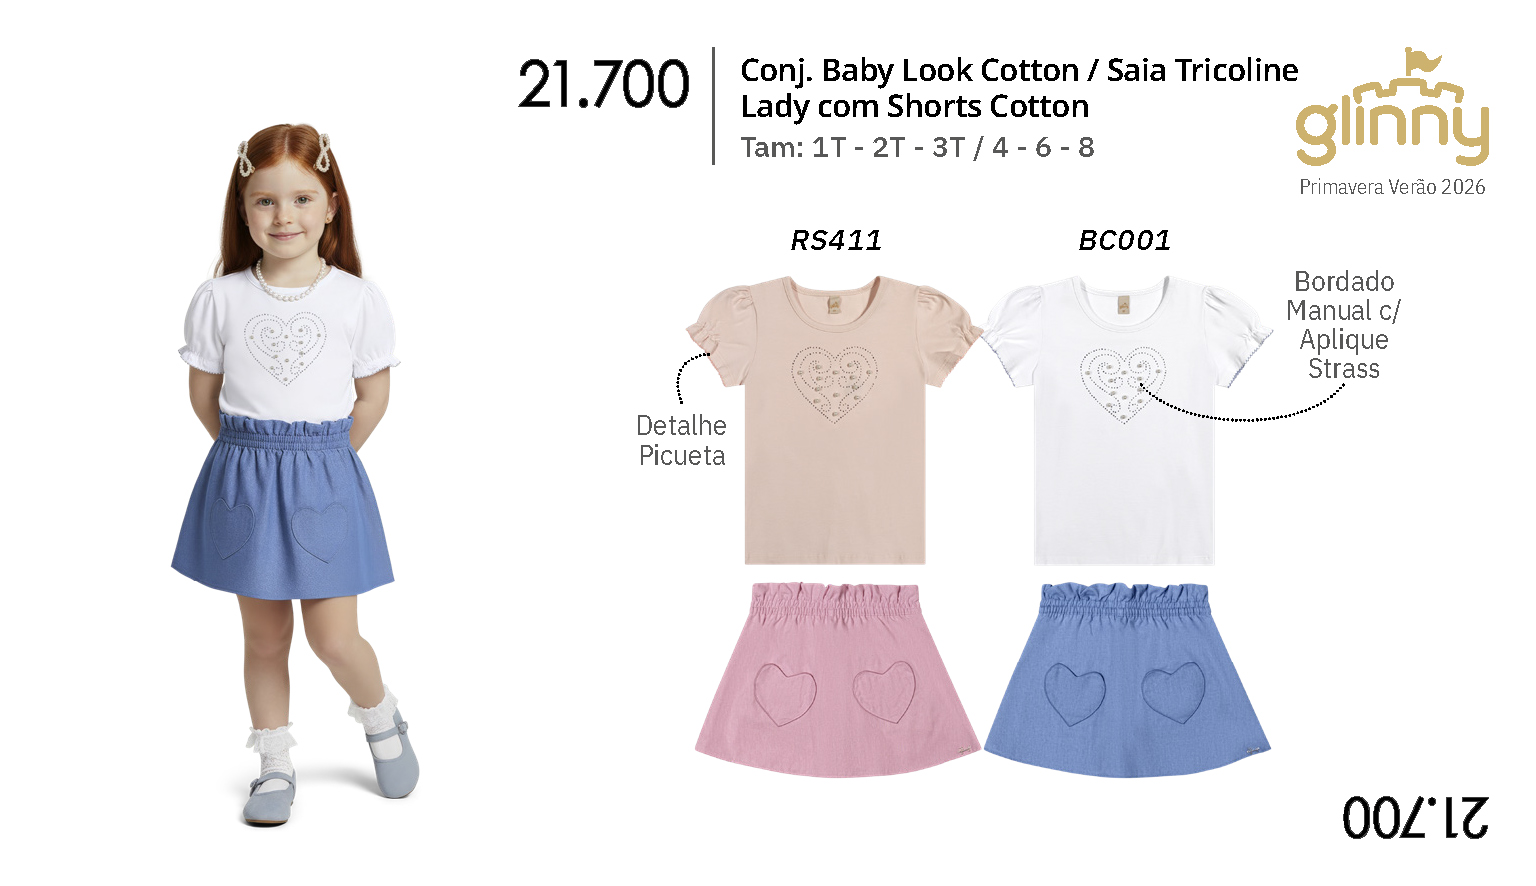 21.700
Conj. Baby Look Cotton / Saia Tricoline
Lady com Shorts Cotton
Tam: 1T - 2T - 3T / 4 - 6 - 8
glinny
Primavera Verão 2026
RS411
BC001
Bordado
Manual c/
Aplique
Strass
Detalhe
Picueta
21.700